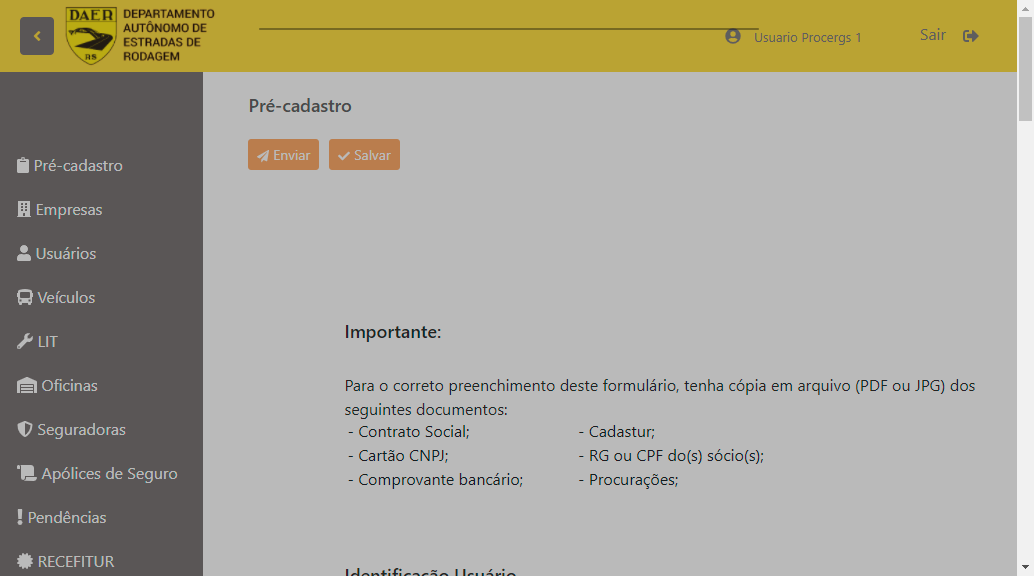 DAER
RS
DEPARTAMENTO
AUTÔNOMO DE
ESTRADAS DE
RODAGEM
Usuario Procergs 1
Sair
Pré-cadastro
Empresas
Usuários
Veículos
LIT
Oficinas
Seguradoras
Apólices de Seguro
Pendências
RECEFITUR
Pré-cadastro
Enviar Salvar
Importante:
Para o correto preenchimento deste formulário, tenha cópia em arquivo (PDF ou JPG) dos
seguintes documentos:
- Contrato Social; - Cadastur;
- Cartão CNPJ; - RG ou CPF do(s) sócio(s);
- Comprovante bancário; - Procurações;
Identificação Usuário